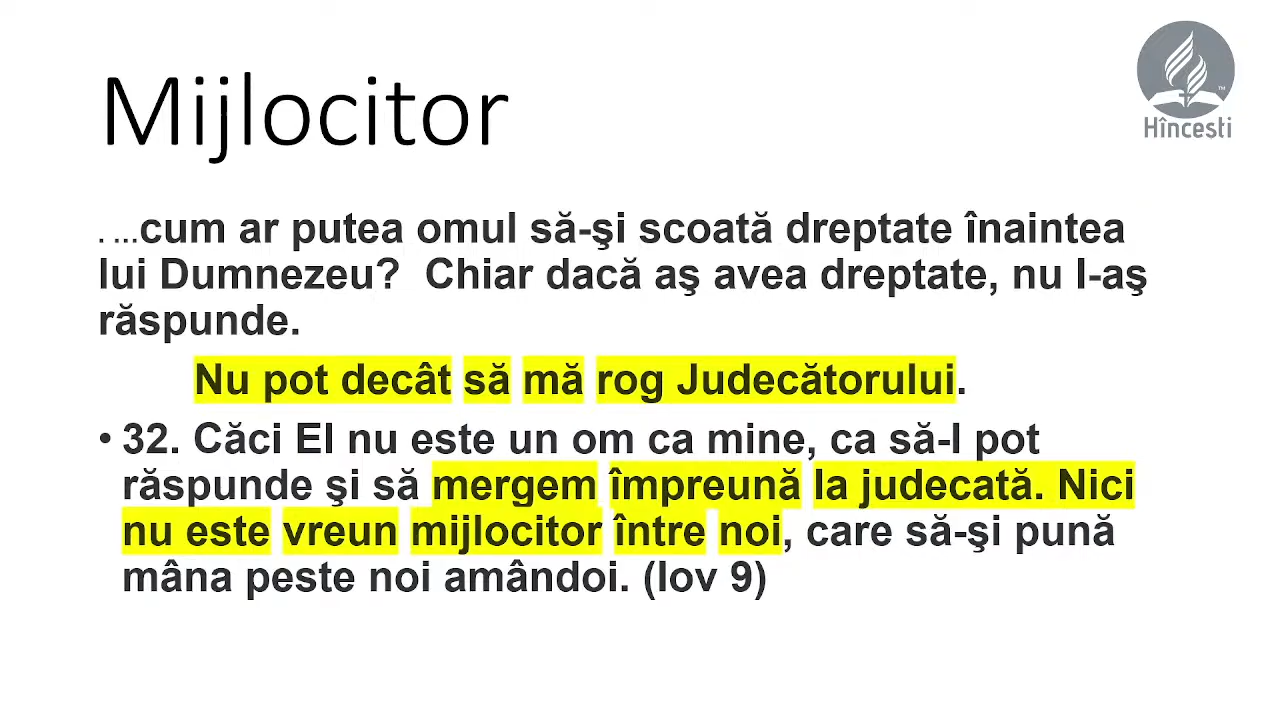 Mijlocitor
™
Hîncești
. ...cum ar putea omul să-şi scoată dreptate înaintea
lui Dumnezeu?  Chiar dacă aş avea dreptate, nu I-aş
răspunde.
Nu pot decât să mă rog Judecătorului.
• 32. Căci El nu este un om ca mine, ca să-I pot
răspunde şi să mergem împreună la judecată. Nici
nu este vreun mijlocitor între noi, care să-şi pună
mâna peste noi amândoi. (Iov 9)